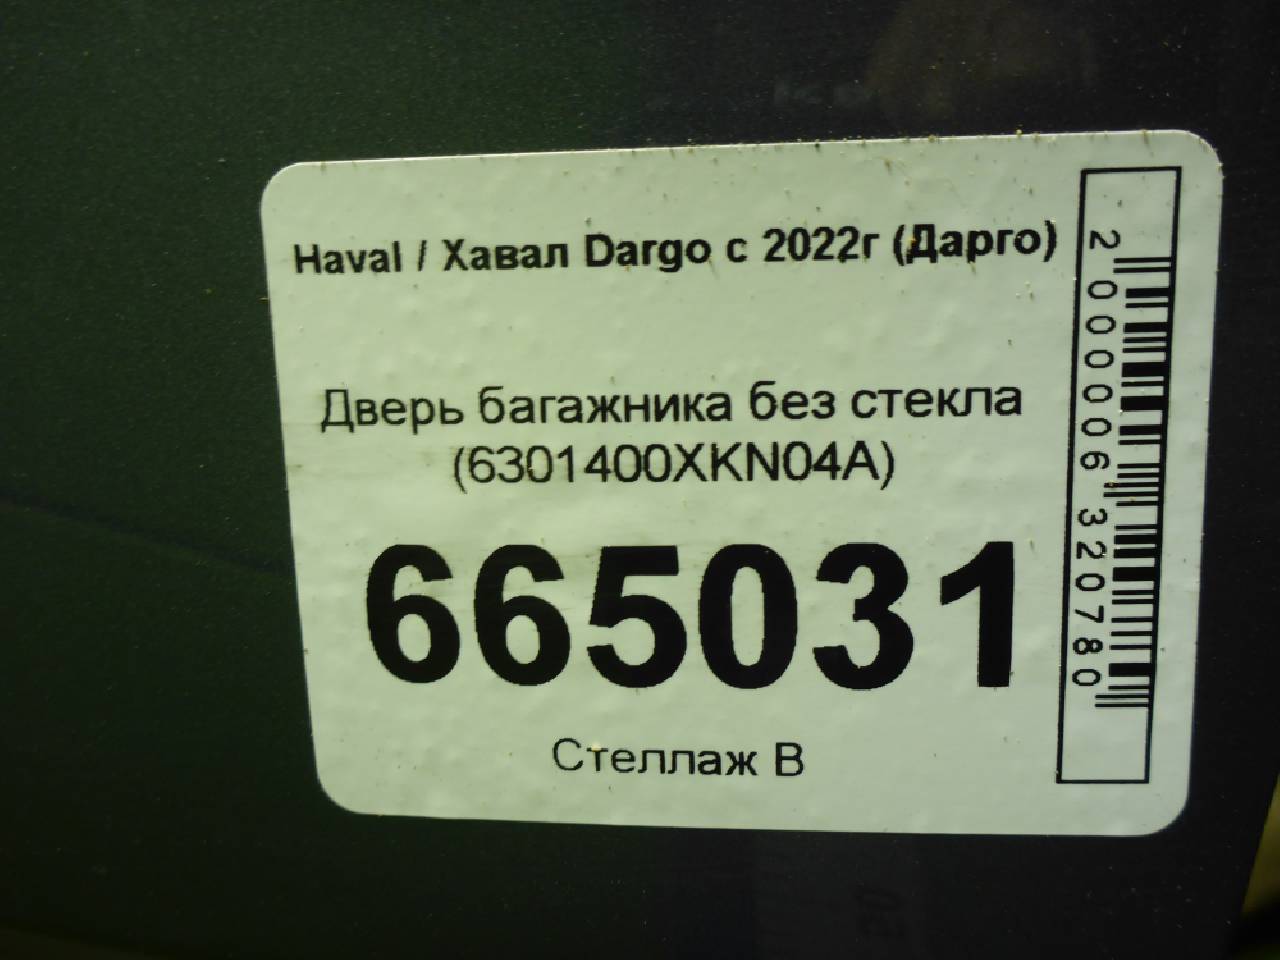 Haval / Хавал Dargo с 2022г (Дарго)
Дверь багажника без стекла
(6301400XKN04A)
665031
Стеллаж В
2000006320780